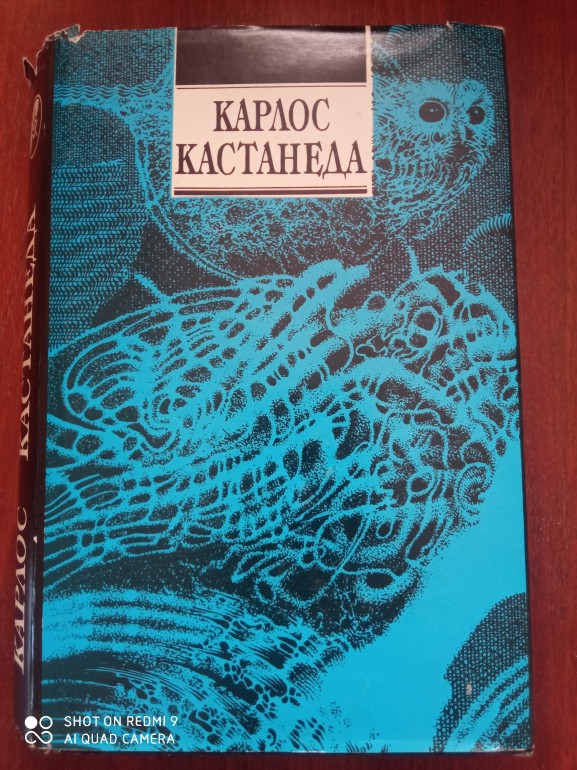 КАРЛОС
КАСТАНЕДА
КАРЛОС КАСТАНЕДА
SHOT ON REDMI 9
AI QUAD CAMERA